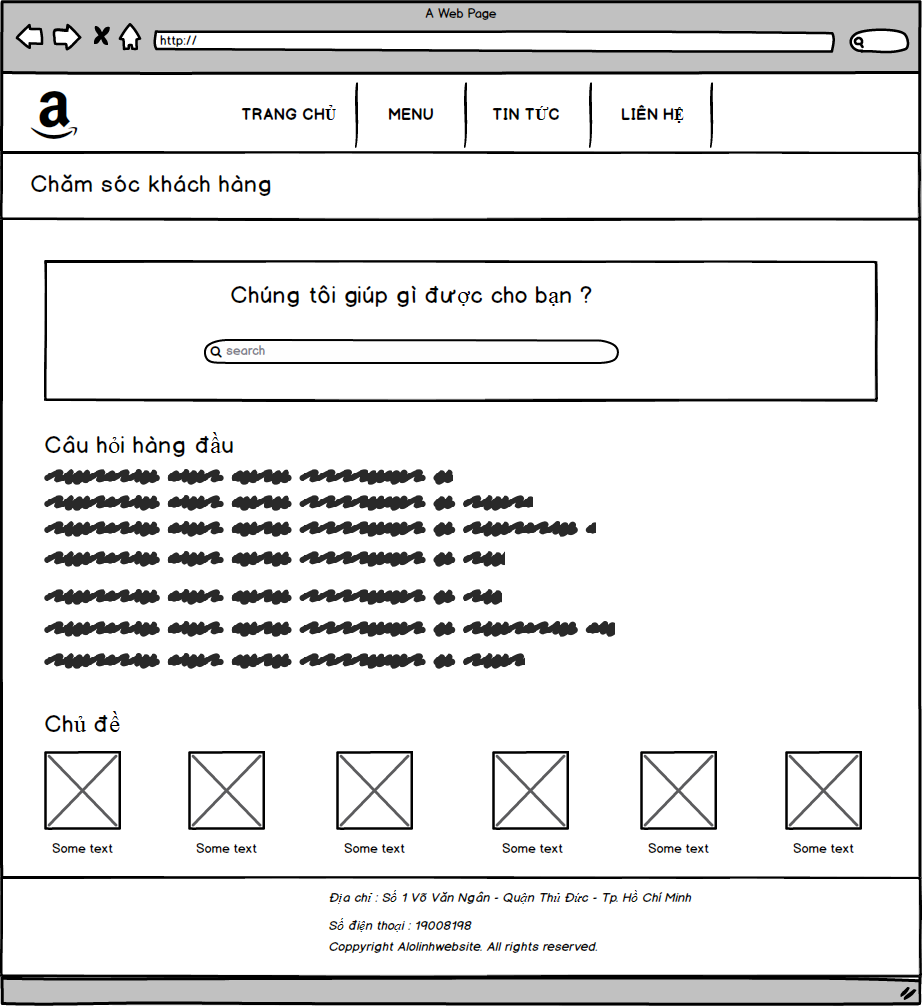 A Web Page
http://
a
TRANG CHỦ MENU TIN TỨC LIÊN HỆ
Chăm sóc khách hàng
Chúng tôi giúp gì được cho bạn ?
search
Câu hỏi hàng đầu
Chủ đề
Some text Some text Some text Some text Some text Some text
Địa chỉ : Số 1 Võ Văn Ngân - Quận Thủ Đức - Tp. Hồ Chí Minh
Số điện thoại : 19008198
Coppyright Alolinhwebsite. All rights reserved.